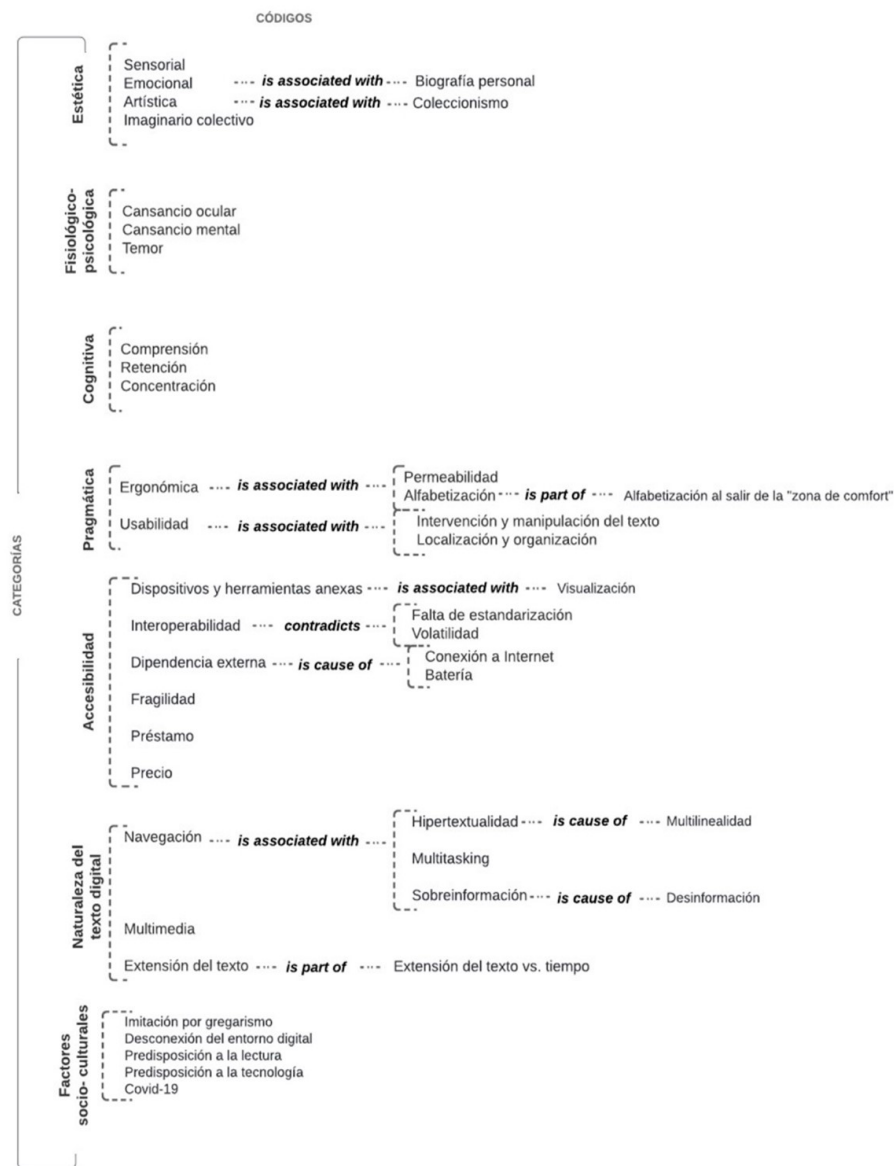 CÓDIGOS
CATEGORÍAS
Estética
Sensorial
Emocional is associated with Biografía personal
Artística is associated with Coleccionismo
Imaginario colectivo
Fisiológico-
psicológica
Cansancio ocular
Cansancio mental
Temor
Cognitiva
Comprensión
Retención
Concentración
Pragmática
Ergonómica is associated with
Permeabilidad
Alfabetización is part of Alfabetización al salir de la "zona de comfort"
Usabilidad is associated with
Intervención y manipulación del texto
Localización y organización
Accesibilidad
Dispositivos y herramientas anexas is associated with Visualización
Interoperabilidad contradicts
Falta de estandarización
Volatilidad
Dipendencia externa is cause of
Conexión a Internet
Batería
Fragilidad
Préstamo
Precio
Naturaleza del
texto digital
Navegación is associated with
Hipertextualidad is cause of Multilinealidad
Multitasking
Sobreinformación is cause of Desinformación
Multimedia
Extensión del texto is part of Extensión del texto vs. tiempo
Factores
socio- culturales
Imitación por gregarismo
Desconexión del entorno digital
Predisposición a la lectura
Predisposición a la tecnología
Covid-19